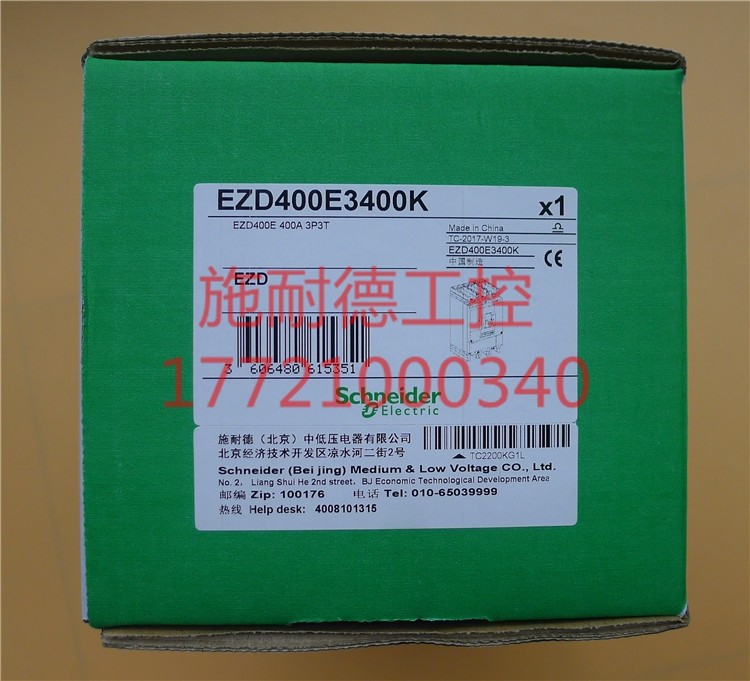 EZD400E3400K
x1
EZD400E 400A 3P3T
Made in China
TC-2017-W19-3
EZD400E3400K
中国制造
CE
EZD
施耐德工控
3 606480 615351
17721000340
Schneider
Electric
施耐德（北京）中低压电器有限公司
北京经济技术开发区凉水河二街2号
TC2200KG1L
Schneider (Bei jing) Medium & Low Voltage CO., Ltd.
No. 2, Liang Shui He 2nd street, BJ Economic Technological Development Area
邮编 Zip: 100176 电话 Tel: 010-65039999
热线 Help desk: 4008101315